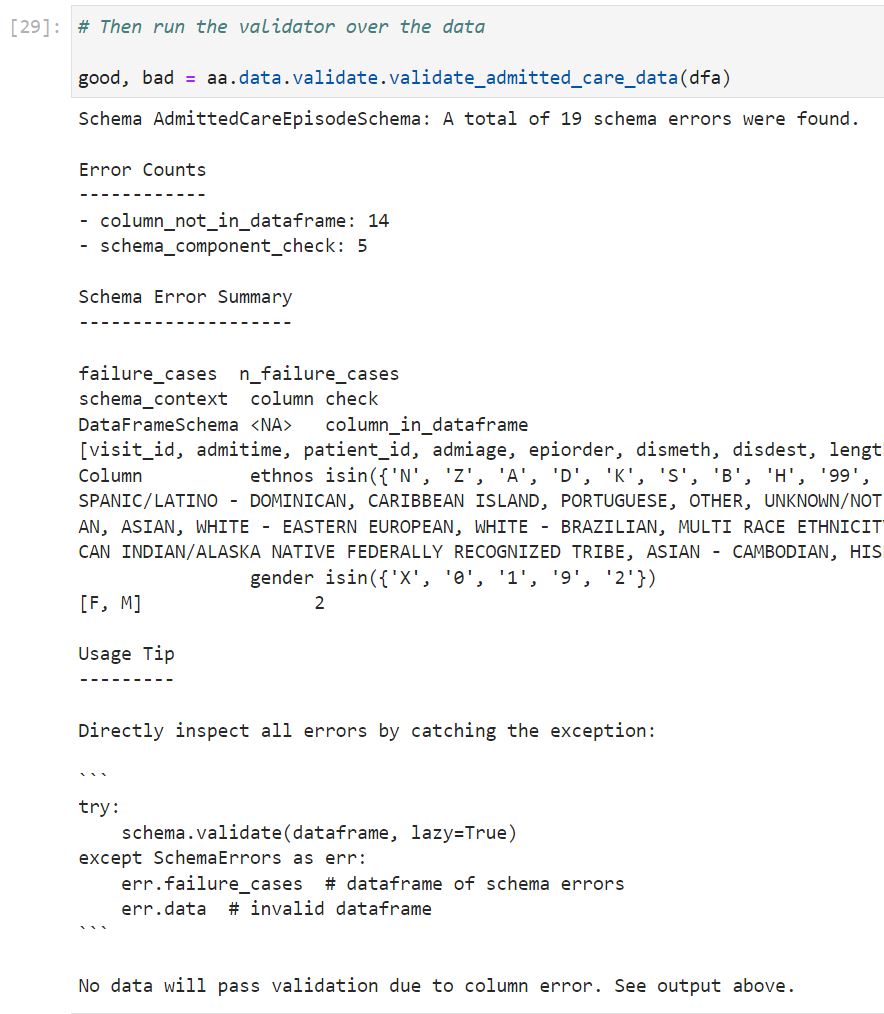 [29]: # Then run the validator over the data
good, bad = aa.data.validate.validate_admitted_care_data(dfa)
Schema AdmittedCareEpisodeSchema: A total of 19 schema errors were found.
Error Counts
------------
- column_not_in_dataframe: 14
- schema_component_check: 5
Schema Error Summary
--------------------
failure_cases  n_failure_cases
schema_context  column check
DataFrameSchema <NA>   column_in_dataframe
[visit_id, admitime, patient_id, admiage, epiorder, dismeth, disdest, lengt
Column          ethnos isin({'N', 'Z', 'A', 'D', 'K', 'S', 'B', 'H', '99',
SPANIC/LATINO - DOMINICAN, CARIBBEAN ISLAND, PORTUGUESE, OTHER, UNKNOWN/NOT
AN, ASIAN, WHITE - EASTERN EUROPEAN, WHITE - BRAZILIAN, MULTI RACE ETHNICIT
CAN INDIAN/ALASKA NATIVE FEDERALLY RECOGNIZED TRIBE, ASIAN - CAMBODIAN, HIS
                gender isin({'X', '0', '1', '9', '2'})
[F, M]                2
Usage Tip
---------
Directly inspect all errors by catching the exception:
```
try:
    schema.validate(dataframe, lazy=True)
except SchemaErrors as err:
    err.failure_cases  # dataframe of schema errors
    err.data  # invalid dataframe
```
No data will pass validation due to column error. See output above.